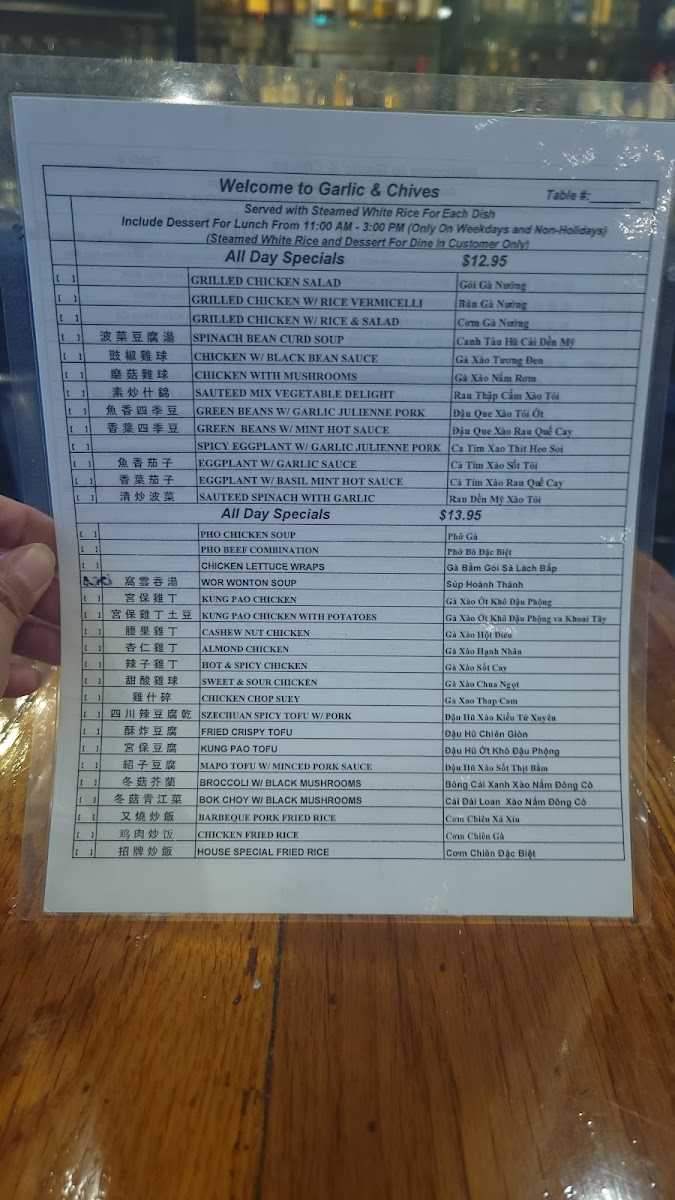 Welcome to Garlic & Chives Table #:
Served with Steamed White Rice For Each Dish
Include Dessert For Lunch From 11:00 AM - 3:00 PM (Only On Weekdays and Non-Holidays)
(Steamed White Rice and Dessert For Dine In Customer Only)
All Day Specials $12.95
[ ] GRILLED CHICKEN SALAD Gỏi Gà Nướng
GRILLED CHICKEN W/ RICE VERMICELLI Bún Gà Nướng
GRILLED CHICKEN W/ RICE & SALAD Cơm Gà Nướng
[ ] 波菜豆腐湯 SPINACH BEAN CURD SOUP Canh Tàu Hũ Cải Dền Mỹ
[ ] 豉椒雞球 CHICKEN W/ BLACK BEAN SAUCE Gà Xào Tương Đen
[ ] 磨菇雞球 CHICKEN WITH MUSHROOMS Gà Xào Nấm Rơm
[ ] 素炒什錦 SAUTEED MIX VEGETABLE DELIGHT Rau Thập Cẩm Xào Tỏi
[ ] 魚香四季豆 GREEN BEANS W/ GARLIC JULIENNE PORK Đậu Que Xào Tỏi Ớt
[ ] 香葉四季豆 GREEN BEANS W/ MINT HOT SAUCE Đậu Que Xào Rau Quế Cay
[ ] SPICY EGGPLANT W/ GARLIC JULIENNE PORK Ca Tim Xao Thit Heo Soi
[ ] 魚香茄子 EGGPLANT W/ GARLIC SAUCE Cà Tím Xào Sốt Tỏi
[ ] 香葉茄子 EGGPLANT W/ BASIL MINT HOT SAUCE Cà Tím Xào Rau Quế Cay
[ ] 清炒波菜 SAUTEED SPINACH WITH GARLIC Rau Dền Mỹ Xào Tỏi
All Day Specials $13.95
[ ] PHO CHICKEN SOUP Phở Gà
[ ] PHO BEEF COMBINATION Phở Bò Đặc Biệt
[ ] CHICKEN LETTUCE WRAPS Gà Bằm Gói Sà Lách Bắp
窩雲吞湯 WOR WONTON SOUP Súp Hoành Thánh
[ ] 宮保雞丁 KUNG PAO CHICKEN Gà Xào Ớt Khô Đậu Phộng
[ ] 宮保雞丁土豆 KUNG PAO CHICKEN WITH POTATOES Gà Xào Ớt Khô Đậu Phộng va Khoai Tây
[ ] 腰果雞丁 CASHEW NUT CHICKEN Gà Xào Hột Điều
[ ] 杏仁雞丁 ALMOND CHICKEN Gà Xào Hạnh Nhân
[ ] 辣子雞丁 HOT & SPICY CHICKEN Gà Xào Sốt Cay
[ ] 甜酸雞球 SWEET & SOUR CHICKEN Gà Xào Chua Ngọt
[ ] 雞什碎 CHICKEN CHOP SUEY Ga Xao Thap Cam
[ ] 四川辣豆腐乾 SZECHUAN SPICY TOFU W/ PORK Đậu Hũ Xào Kiểu Tứ Xuyên
[ ] 酥炸豆腐 FRIED CRISPY TOFU Đậu Hũ Chiên Giòn
[ ] 宮保豆腐 KUNG PAO TOFU Đậu Hũ Ớt Khô Đậu Phộng
[ ] 紹子豆腐 MAPO TOFU W/ MINCED PORK SAUCE Đậu Hũ Xào Sốt Thịt Bằm
[ ] 冬菇芥蘭 BROCCOLI W/ BLACK MUSHROOMS Bông Cải Xanh Xào Nấm Đông Cô
[ ] 冬菇青江菜 BOK CHOY W/ BLACK MUSHROOMS Cải Đài Loan Xào Nấm Đông Cô
[ ] 叉燒炒飯 BARBEQUE PORK FRIED RICE Cơm Chiên Xá Xíu
[ ] 鸡肉炒饭 CHICKEN FRIED RICE Cơm Chiên Gà
[ ] 招牌炒飯 HOUSE SPECIAL FRIED RICE Cơm Chiên Đặc Biệt